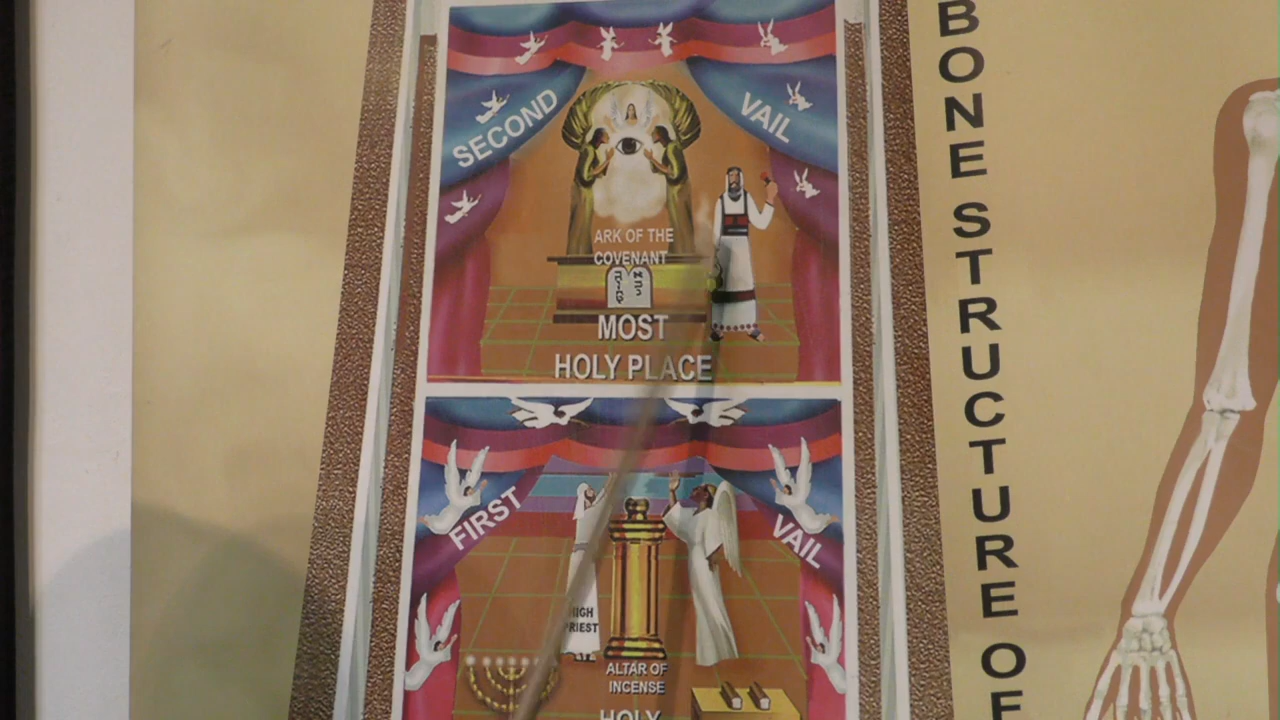 SECOND VAIL
ARK OF THE
COVENANT
MOST
HOLY PLACE
FIRST VAIL
HIGH
PRIEST
ALTAR OF
INCENSE
HOLY
BONE STRUCTURE OF